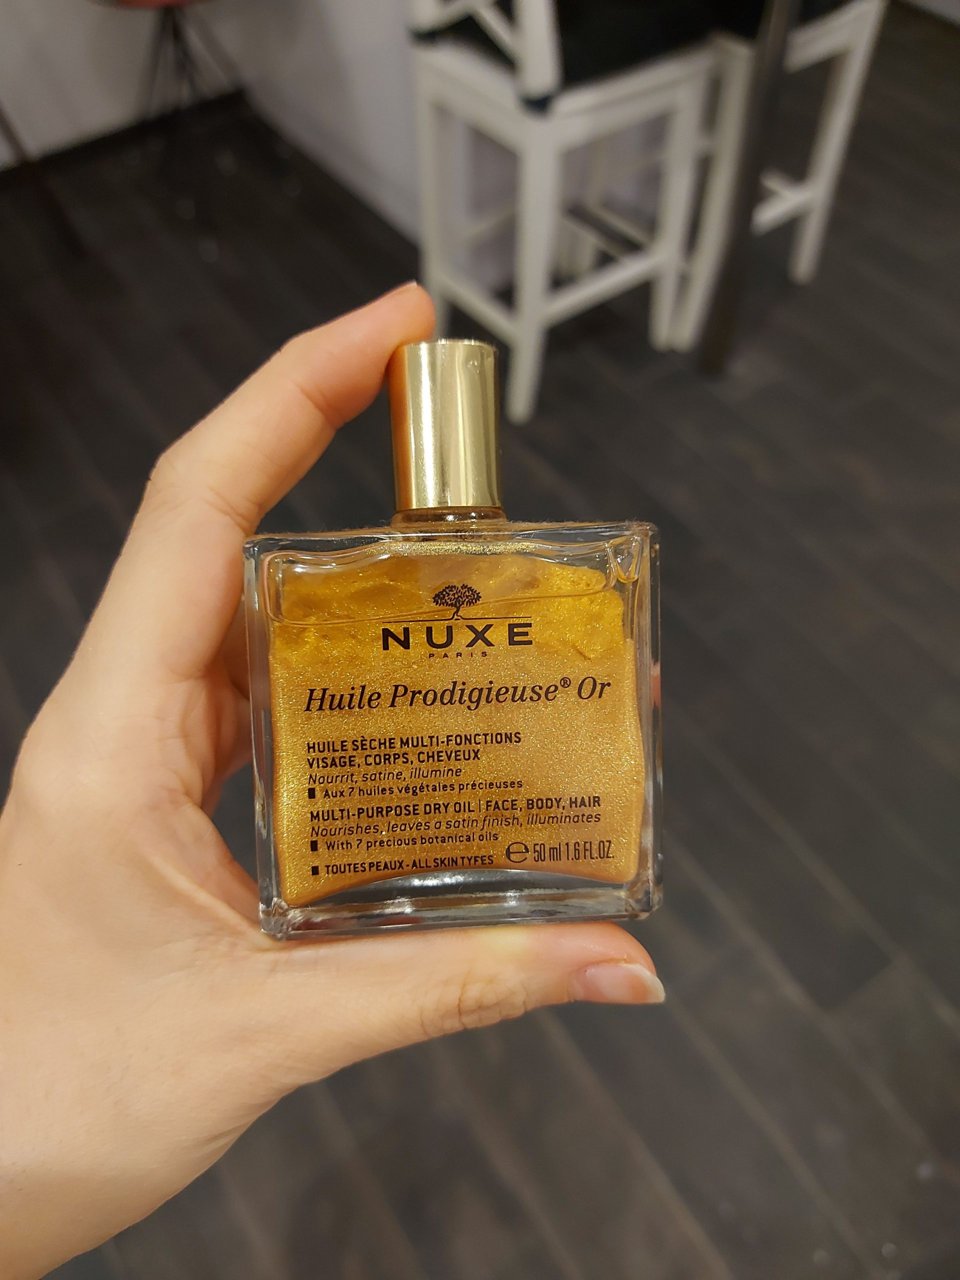 NUXE
PARIS
Huile Prodigieuse® Or
HUILE SÈCHE MULTI-FONCTIONS
VISAGE, CORPS, CHEVEUX
Nourrit, satine, illumine
Aux 7 huiles végétales précieuses
MULTI-PURPOSE DRY OIL | FACE, BODY, HAIR
Nourishes, leaves a satin finish, illuminates
With 7 precious botanical oils
℮ 50 ml 1.6 FL.OZ.
TOUTES PEAUX - ALL SKIN TYPES